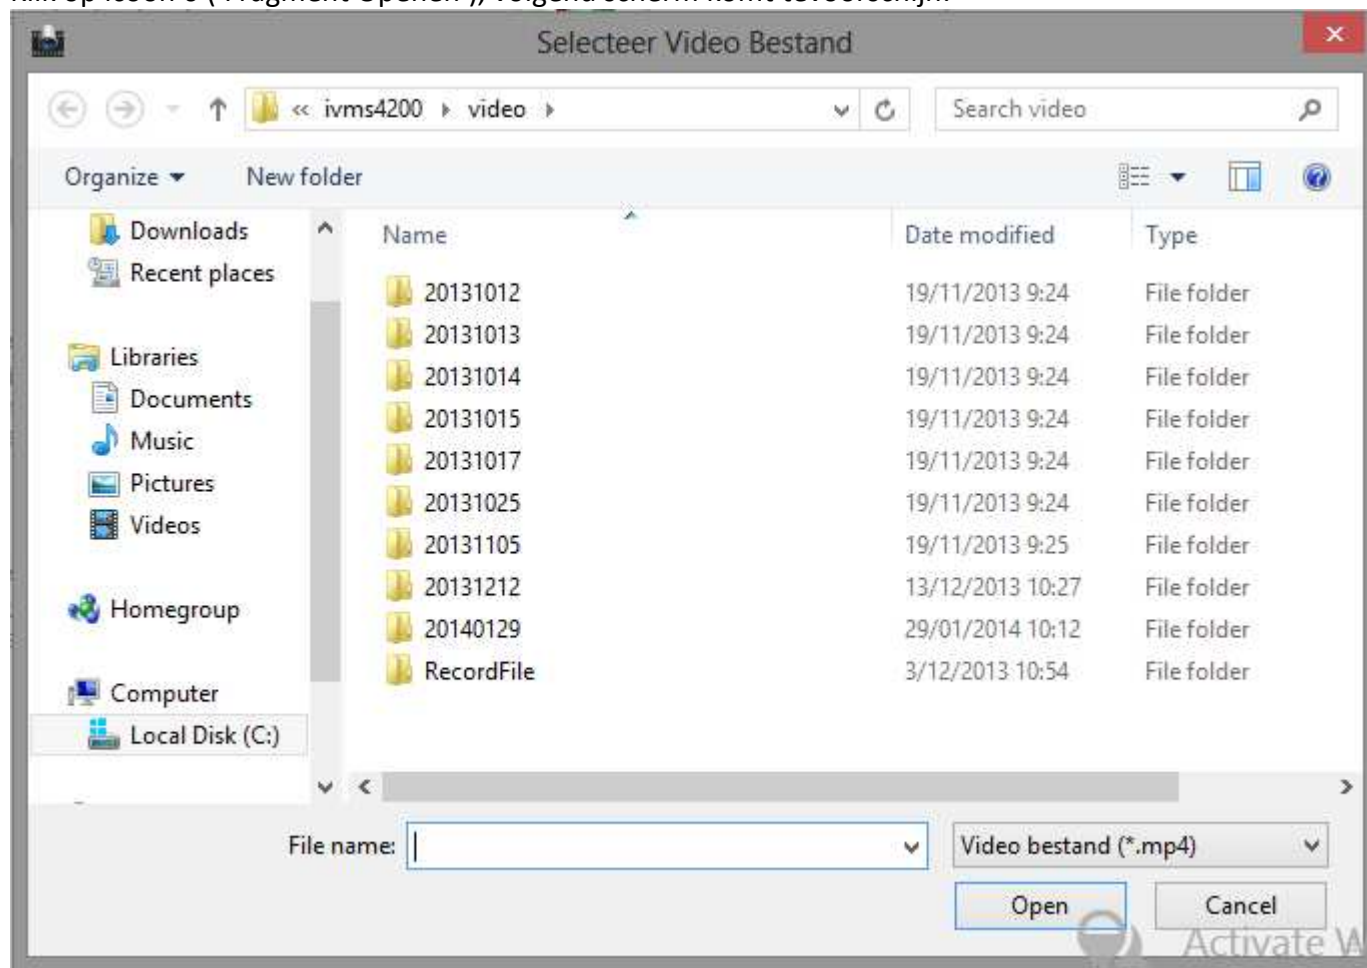 Selecteer Video Bestand
« ivms4200 video
Search video
Organize New folder
Name Date modified Type
Downloads
Recent places
Libraries
Documents
Music
Pictures
Videos
Homegroup
Computer
Local Disk (C:)
20131012 19/11/2013 9:24 File folder
20131013 19/11/2013 9:24 File folder
20131014 19/11/2013 9:24 File folder
20131015 19/11/2013 9:24 File folder
20131017 19/11/2013 9:24 File folder
20131025 19/11/2013 9:24 File folder
20131105 19/11/2013 9:25 File folder
20131212 13/12/2013 10:27 File folder
20140129 29/01/2014 10:12 File folder
RecordFile 3/12/2013 10:54 File folder
File name: Video bestand (*.mp4)
Open Cancel
Activate W